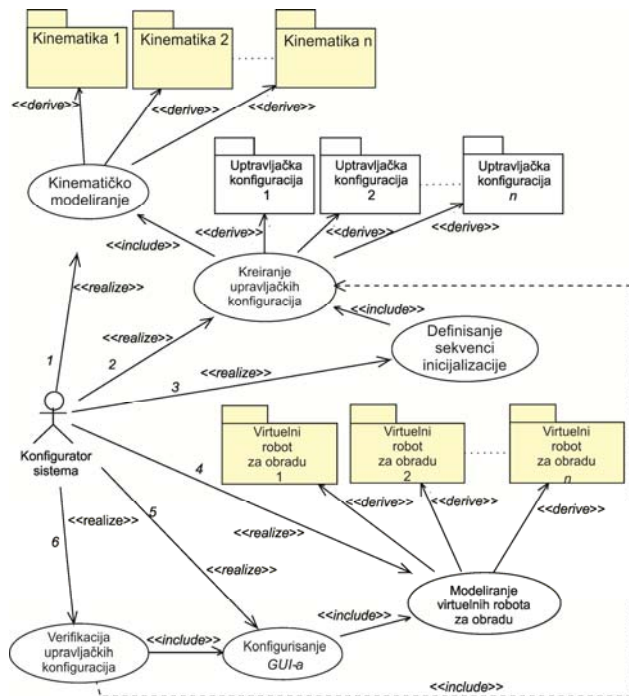 Kinematika 1
Kinematika 2
Kinematika n
<<derive>>
<<derive>>
<<derive>>
Kinematičko
modeliranje
Uptravljačka
konfiguracija
1
Uptravljačka
konfiguracija
2
Uptravljačka
konfiguracija
n
<<include>>
<<derive>>
<<derive>>
<<derive>>
Kreiranje
upravljačkih
konfiguracija
<<realize>>
1
<<realize>>
2
<<include>>
Definisanje
sekvenci
inicijalizacije
<<realize>>
3
Konfigurator
sistema
Virtuelni
robot
za obradu
1
Virtuelni
robot
za obradu
2
Virtuelni
robot
za obradu
n
4
<<derive>>
<<derive>>
<<derive>>
<<realize>>
5
<<realize>>
6
<<realize>>
Modeliranje
virtuelnih robota
za obradu
<<include>>
Verifikacija
upravljačkih
konfiguracija
<<include>>
Konfigurisanje
GUI-a
<<include>>